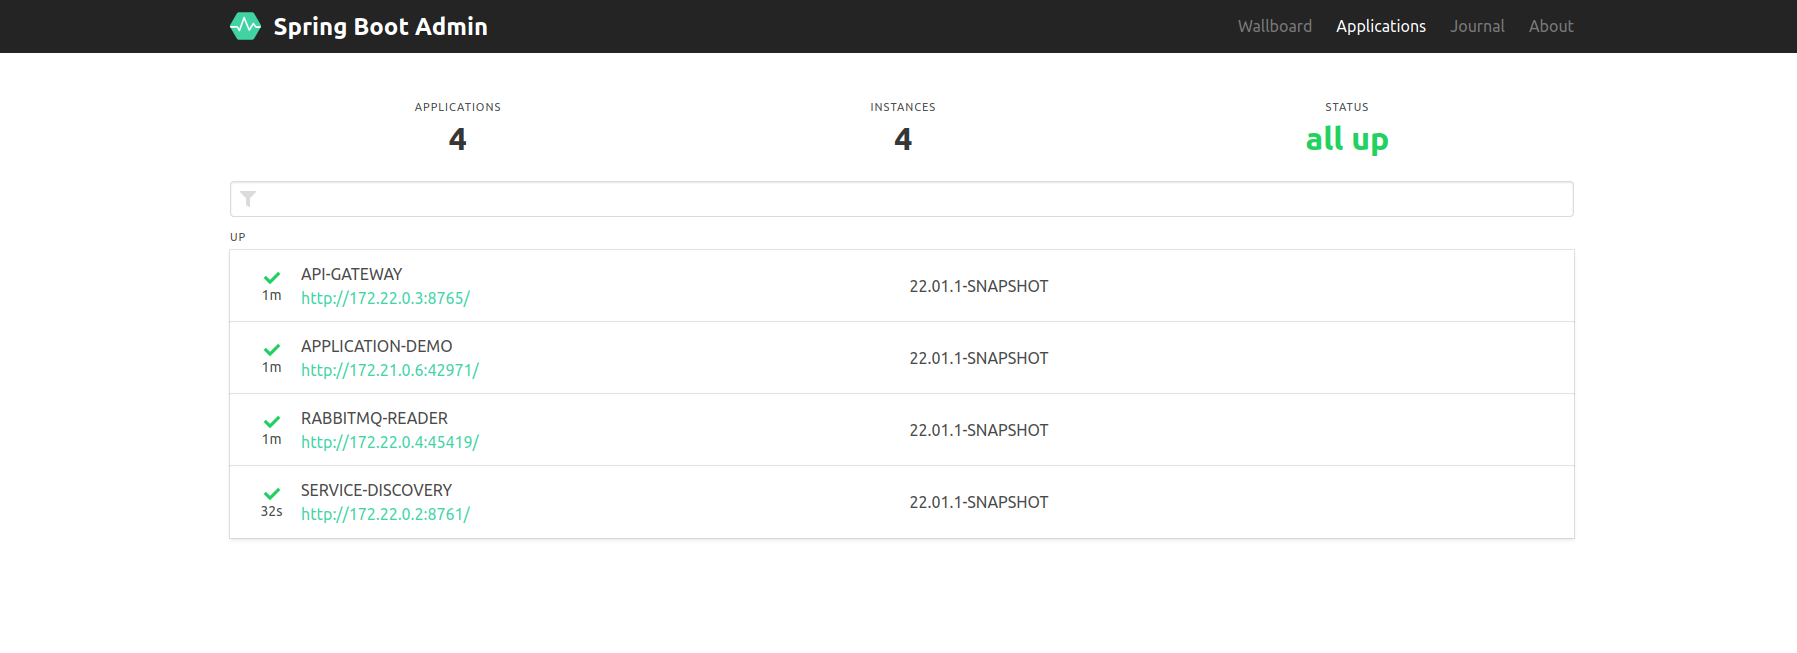 Spring Boot Admin
Wallboard Applications Journal About
APPLICATIONS INSTANCES STATUS
4 4 all up
UP
API-GATEWAY
1m http://172.22.0.3:8765/ 22.01.1-SNAPSHOT
APPLICATION-DEMO
1m http://172.21.0.6:42971/ 22.01.1-SNAPSHOT
RABBITMQ-READER
1m http://172.22.0.4:45419/ 22.01.1-SNAPSHOT
SERVICE-DISCOVERY
32s http://172.22.0.2:8761/ 22.01.1-SNAPSHOT